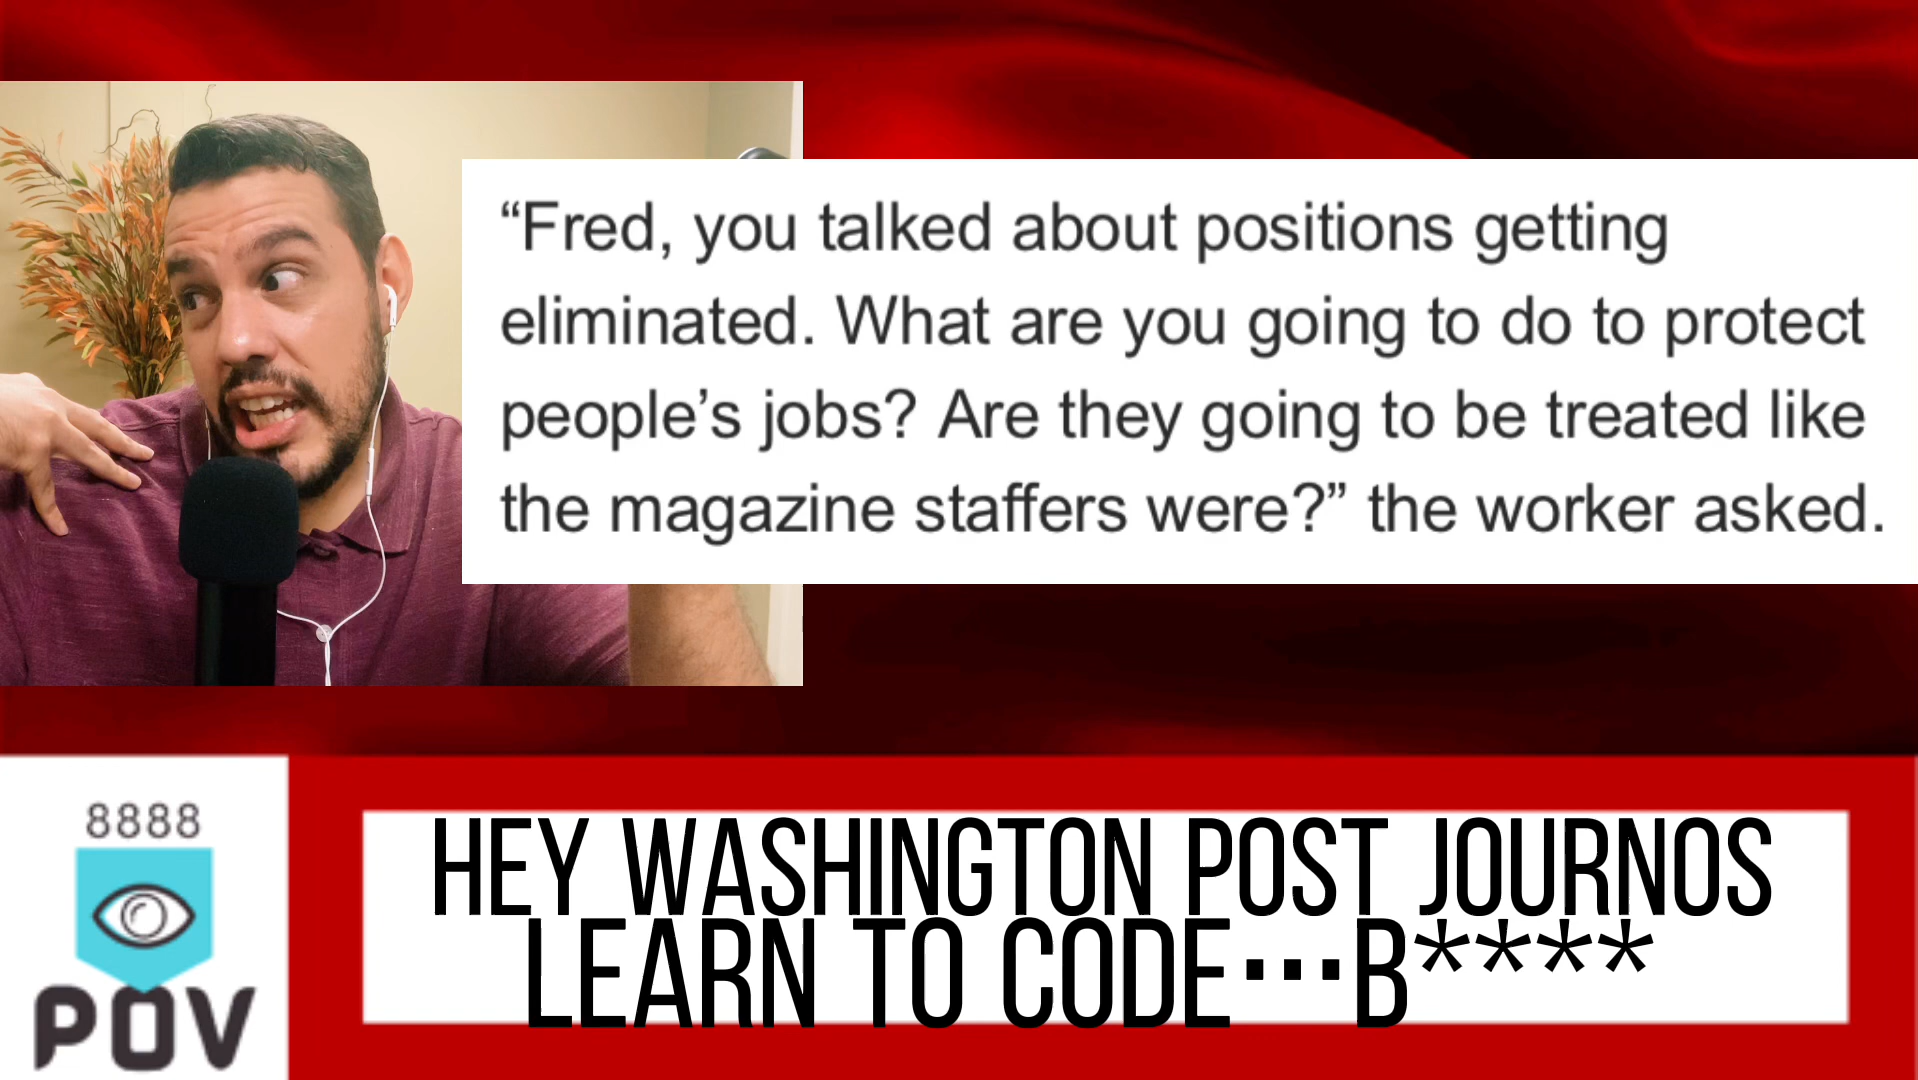 “Fred, you talked about positions getting
eliminated. What are you going to do to protect
people’s jobs? Are they going to be treated like
the magazine staffers were?” the worker asked.
8888
POV
HEY WASHINGTON POST JOURNOS
LEARN TO CODE...B****